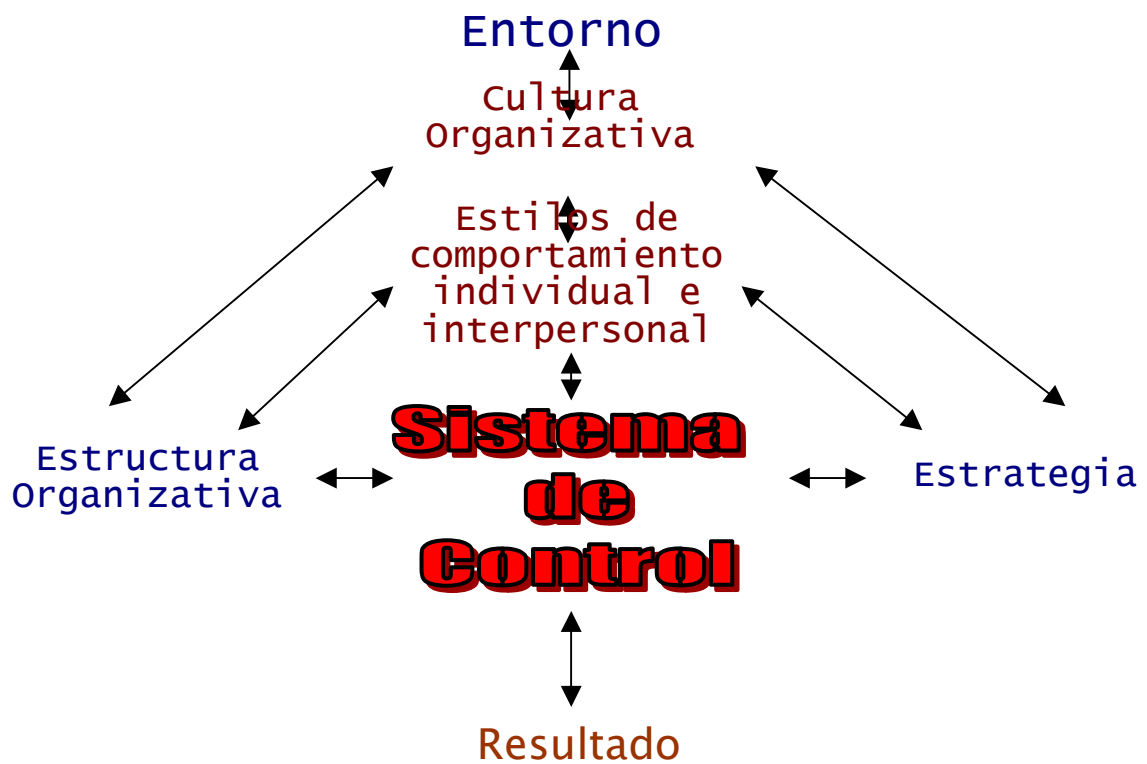 Entorno
Cultura
Organizativa
Estilos de
comportamiento
individual e
interpersonal
Sistema
de
Control
Estructura
Organizativa
Estrategia
Resultado